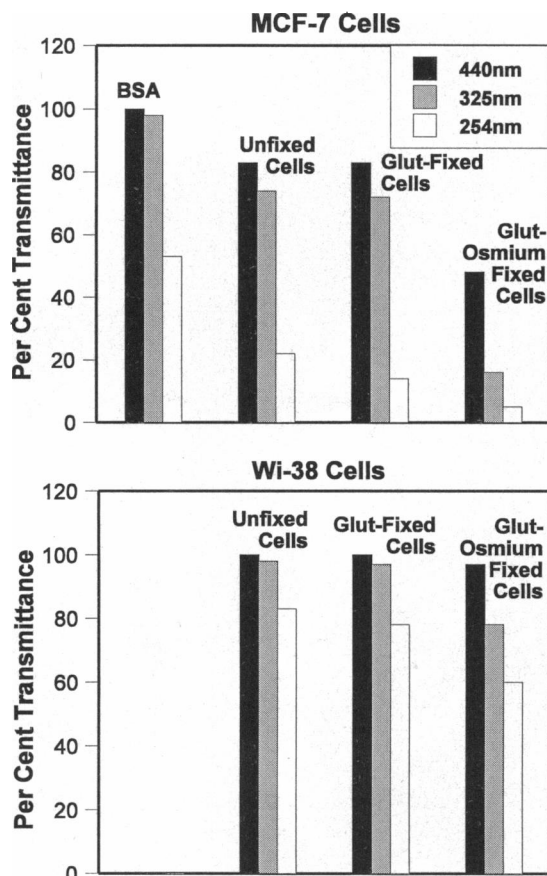 MCF-7 Cells
Per Cent Transmittance
120
100
80
60
40
20
0
440nm
325nm
254nm
BSA
Unfixed
Cells
Glut-Fixed
Cells
Glut-
Osmium
Fixed
Cells
Wi-38 Cells
Per Cent Transmittance
120
100
80
60
40
20
0
Unfixed
Cells
Glut-Fixed
Cells
Glut-
Osmium
Fixed
Cells